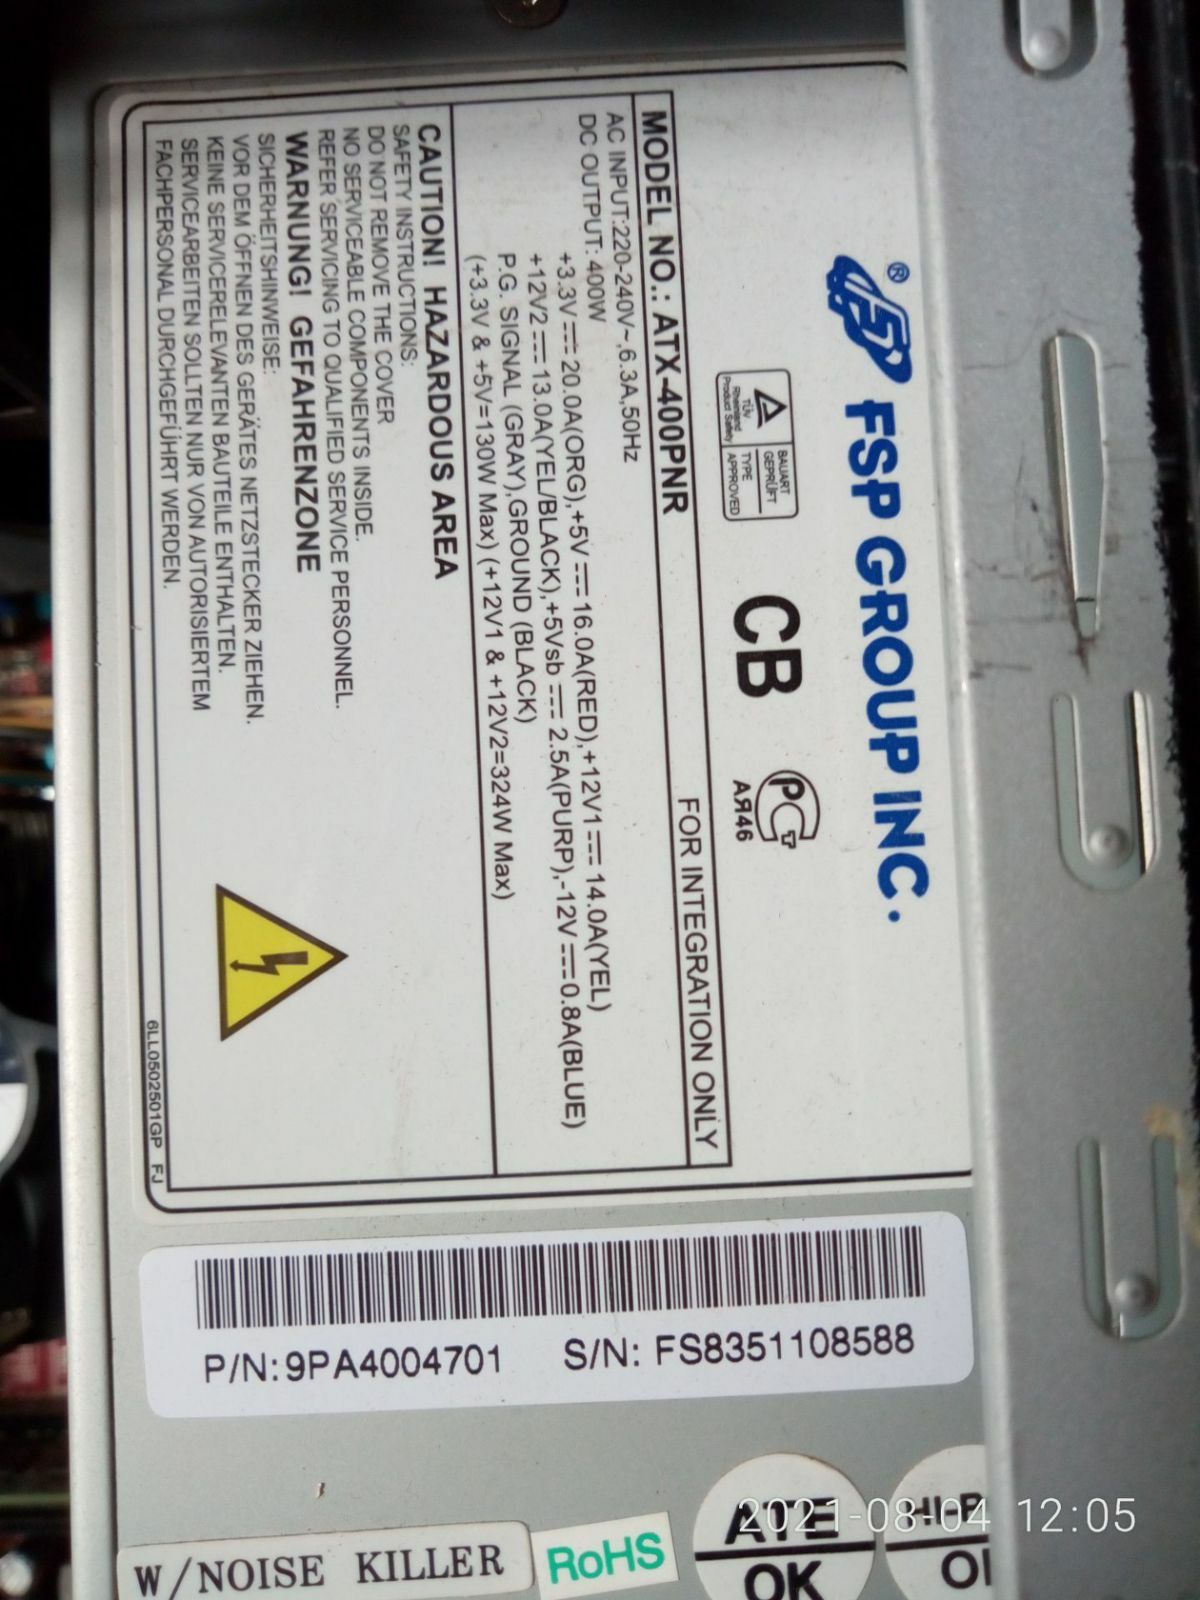 ® FSP GROUP INC.
TÜV
Rheinland
Product Safety
BAUART
GEPRÜFT
TYPE
APPROVED
CB
РСТ
АЯ46
MODEL NO.: ATX-400PNR
FOR INTEGRATION ONLY
AC INPUT:220-240V~,6.3A,50Hz
DC OUTPUT: 400W
+3.3V⎓20.0A(ORG),+5V⎓16.0A(RED),+12V1⎓14.0A(YEL)
+12V2⎓13.0A(YEL/BLACK),+5Vsb⎓2.5A(PURP),-12V⎓0.8A(BLUE)
P.G. SIGNAL (GRAY),GROUND (BLACK)
(+3.3V & +5V=130W Max) (+12V1 & +12V2=324W Max)
CAUTION! HAZARDOUS AREA
SAFETY INSTRUCTIONS:
DO NOT REMOVE THE COVER
NO SERVICEABLE COMPONENTS INSIDE.
REFER SERVICING TO QUALIFIED SERVICE PERSONNEL.
WARNUNG! GEFAHRENZONE
SICHERHEITSHINWEISE:
VOR DEM ÖFFNEN DES GERÄTES NETZSTECKER ZIEHEN.
KEINE SERVICERELEVANTEN BAUTEILE ENTHALTEN.
SERVICEARBEITEN SOLLTEN NUR VON AUTORISIERTEM
FACHPERSONAL DURCHGEFÜHRT WERDEN.
6LL0502501GP FJ
P/N:9PA4004701 S/N: FS8351108588
W/NOISE KILLER
RoHS
ATE
OK
HI-P
2021-08-04 12:05